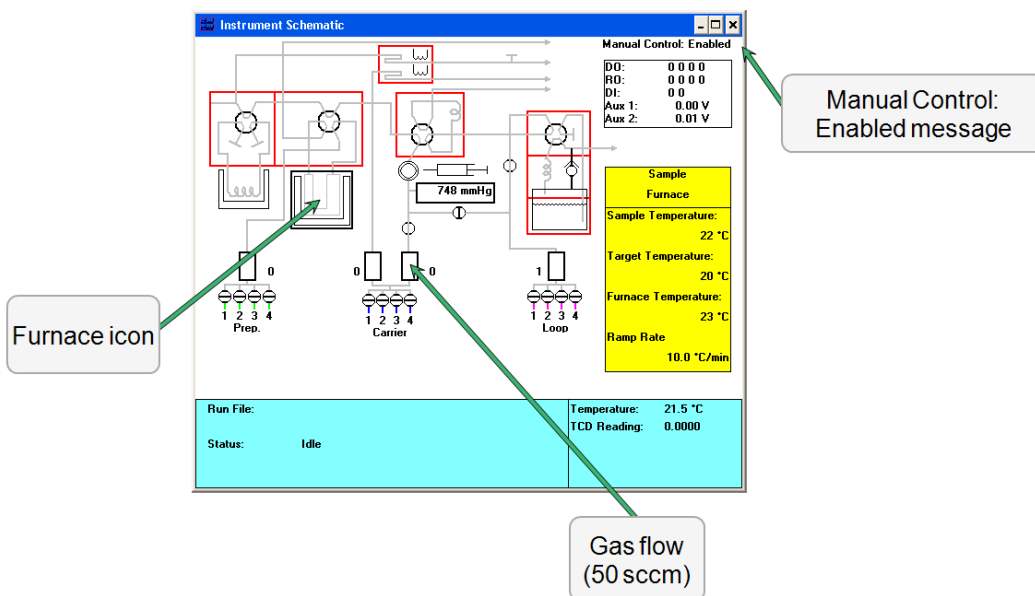 Instrument Schematic
Manual Control: Enabled
DO: 0 0 0 0
RO: 0 0 0 0
DI: 0 0
Aux 1: 0.00 V
Aux 2: 0.01 V
Manual Control:
Enabled message
748 mmHg
Sample
Furnace
Sample Temperature:
22 °C
Target Temperature:
20 °C
Furnace Temperature:
23 °C
Ramp Rate
10.0 °C/min
0 0 0 1
1 2 3 4
Prep.
1 2 3 4
Carrier
1 2 3 4
Loop
Furnace icon
Run File:
Status: Idle
Temperature: 21.5 °C
TCD Reading: 0.0000
Gas flow
(50 sccm)